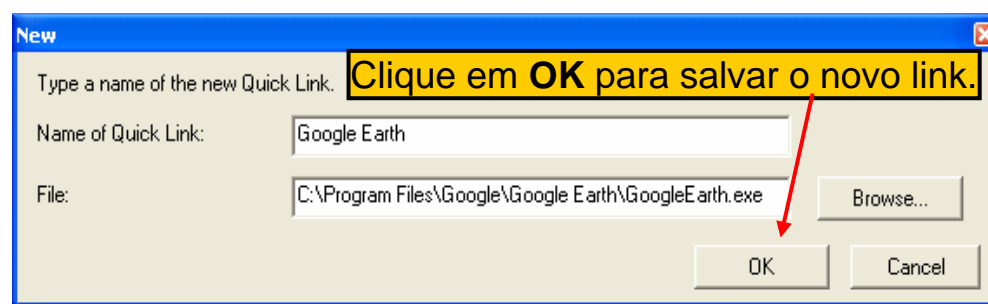 New
Type a name of the new Quick Link.
Clique em OK para salvar o novo link.
Name of Quick Link: Google Earth
File: C:\Program Files\Google\Google Earth\GoogleEarth.exe Browse...
OK Cancel